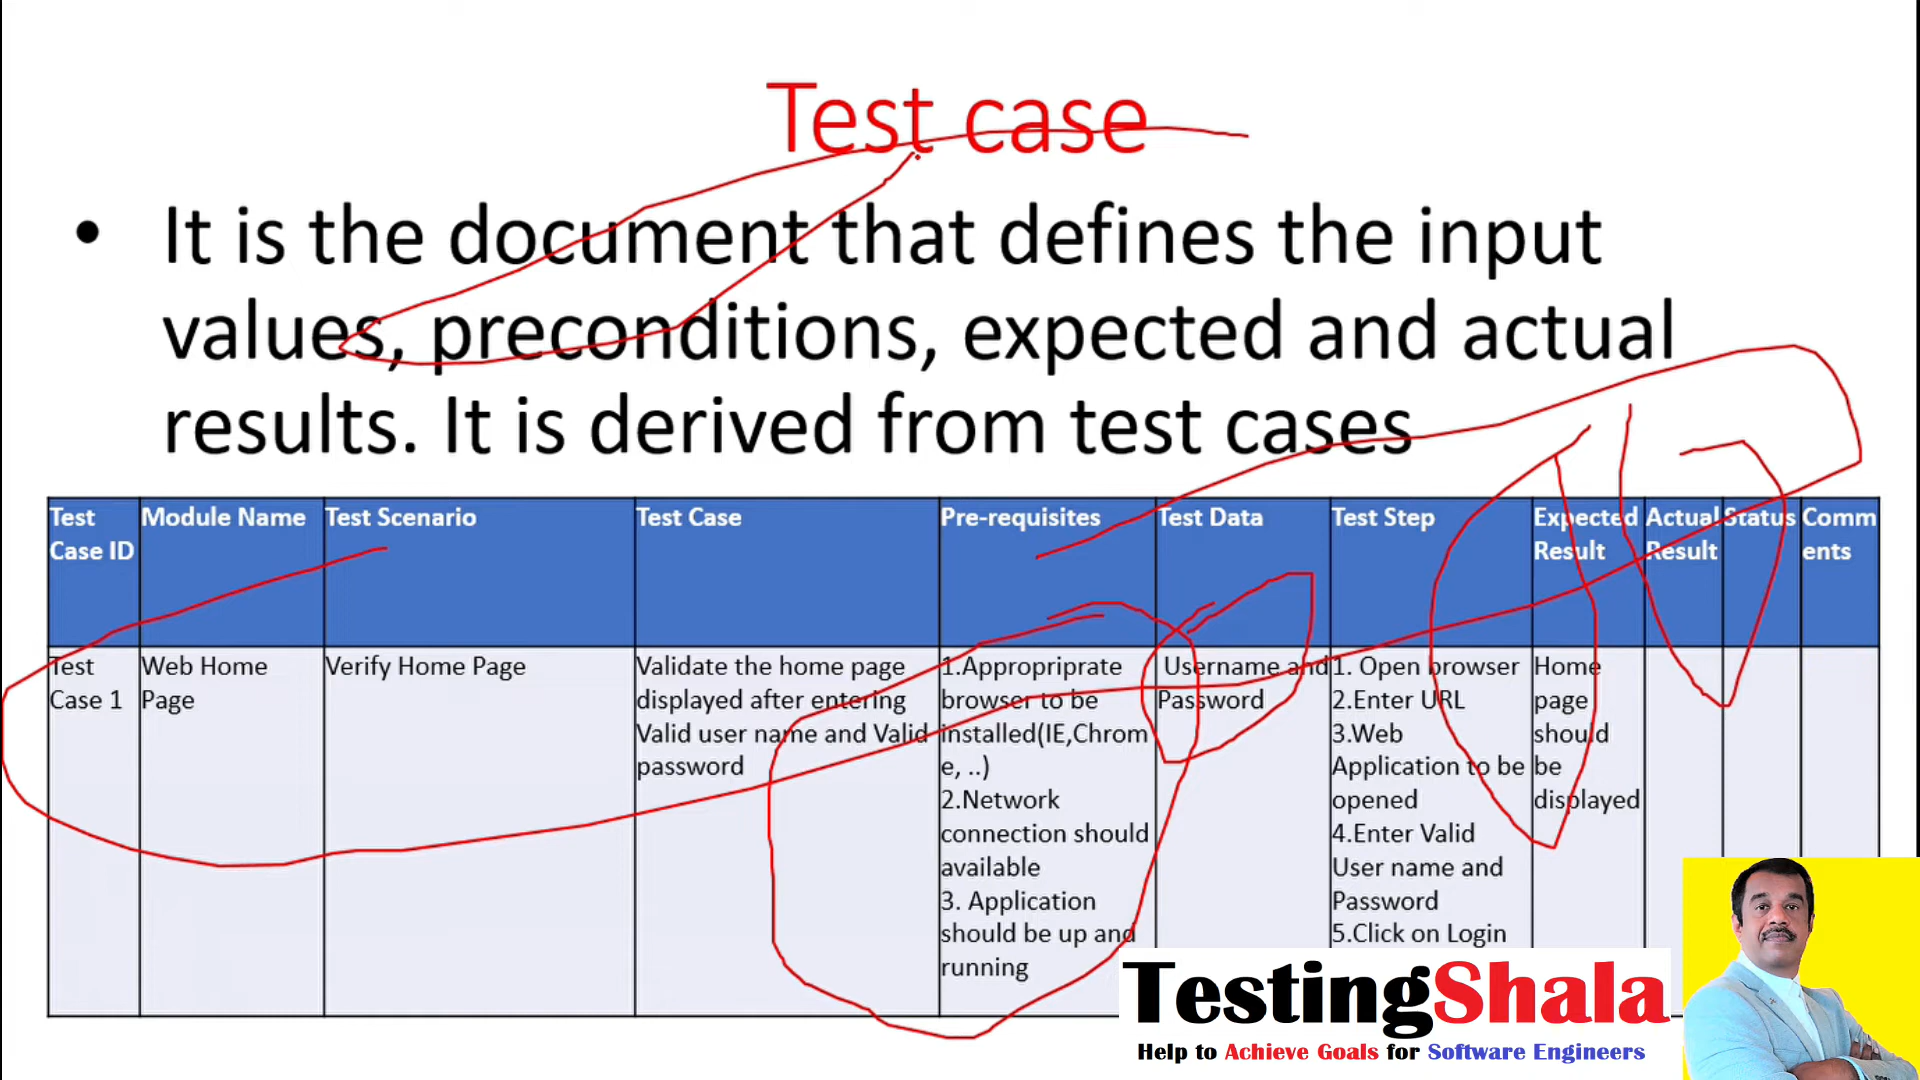 Test case
• It is the document that defines the input
values, preconditions, expected and actual
results. It is derived from test cases
Test
Case ID
Module Name
Test Scenario
Test Case
Pre-requisites
Test Data
Test Step
Expected
Result
Actual
Result
Status
Comm
ents
Test
Case 1
Web Home
Page
Verify Home Page
Validate the home page
displayed after entering
Valid user name and Valid
password
1.Appropriprate
browser to be
installed(IE,Chrom
e, ..)
2.Network
connection should
available
3. Application
should be up and
running
Username and
Password
1. Open browser
2.Enter URL
3.Web
Application to be
opened
4.Enter Valid
User name and
Password
5.Click on Login
Home
page
should
be
displayed
TestingShala
Help to Achieve Goals for Software Engineers